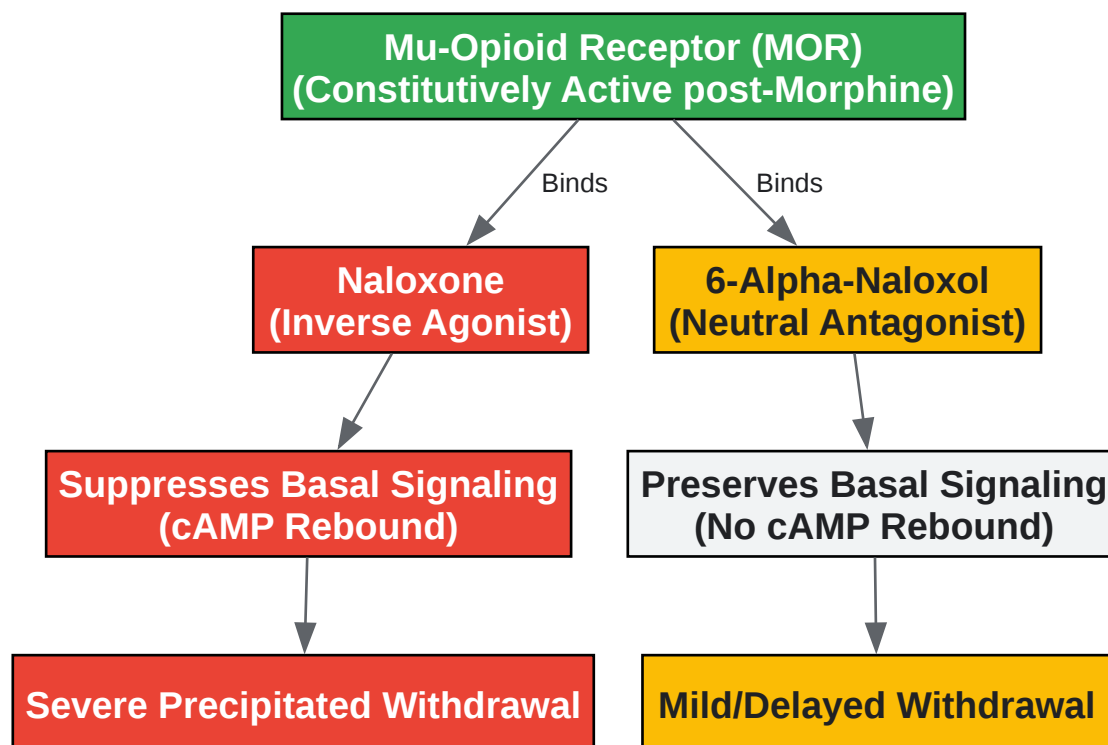 Mu-Opioid Receptor (MOR)
(Constitutively Active post-Morphine)
Binds
Binds
Naloxone
(Inverse Agonist)
6-Alpha-Naloxol
(Neutral Antagonist)
Suppresses Basal Signaling
(cAMP Rebound)
Preserves Basal Signaling
(No cAMP Rebound)
Severe Precipitated Withdrawal
Mild/Delayed Withdrawal